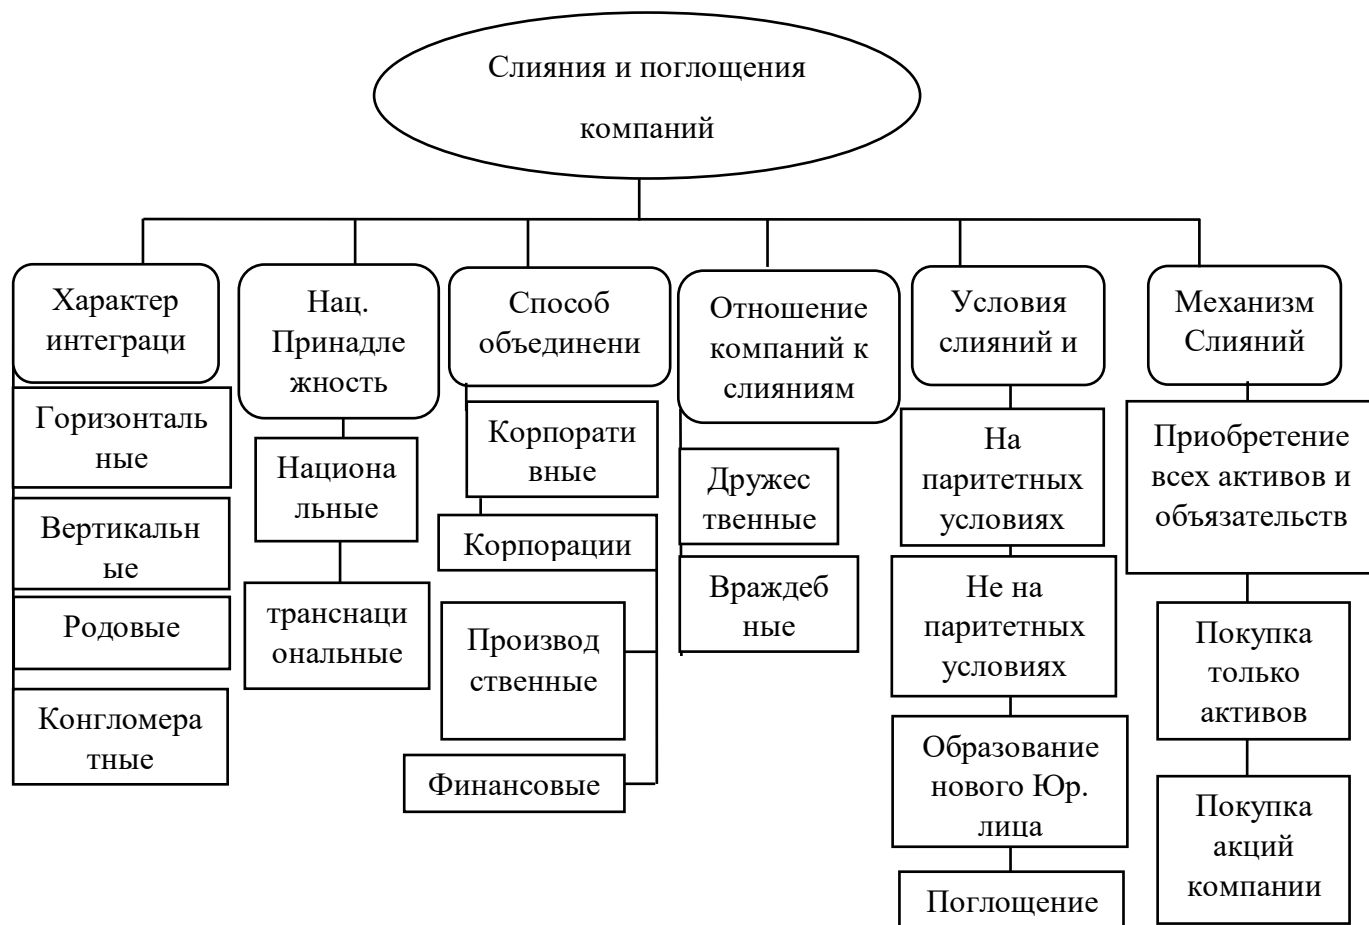 Слияния и поглощения
компаний
Характер
интеграци
Нац.
Принадле
жность
Способ
объединени
Отношение
компаний к
слияниям
Условия
слияний и
Механизм
Слияний
Горизонталь
ные
Вертикальн
ые
Родовые
Конгломера
тные
Национа
льные
транснаци
ональные
Корпорати
вные
Корпорации
Производ
ственные
Финансовые
Дружес
твенные
Враждеб
ные
На
паритетных
условиях
Не на
паритетных
условиях
Образование
нового Юр.
лица
Поглощение
Приобретение
всех активов и
объязательств
Покупка
только
активов
Покупка
акций
компании